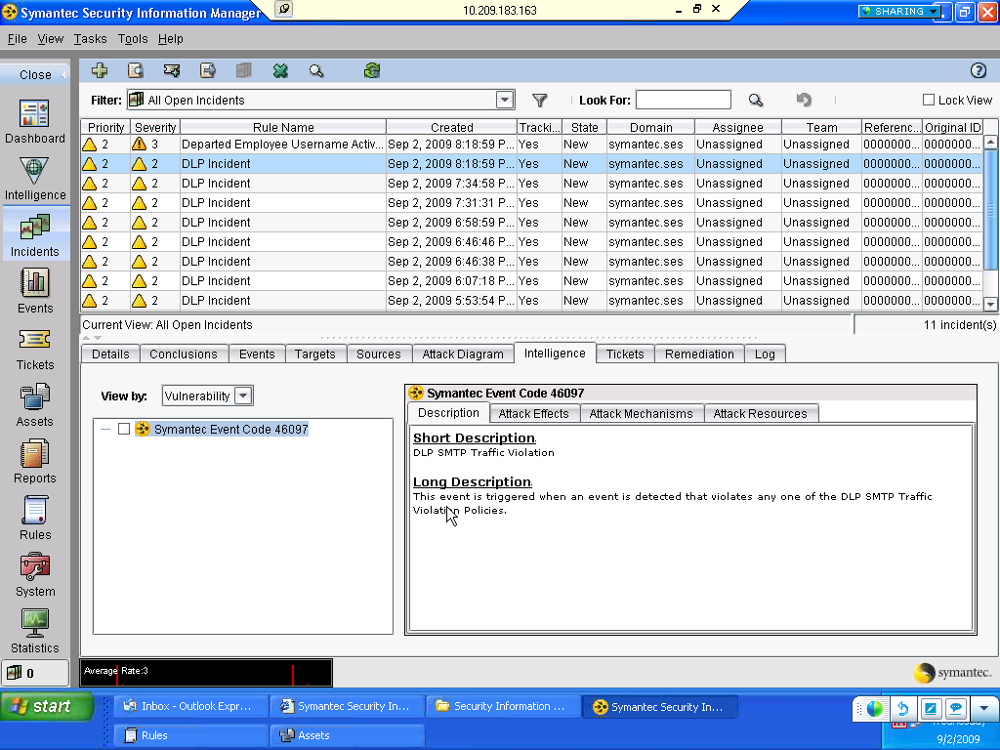 Symantec Security Information Manager
10.209.183.163
SHARING
File View Tasks Tools Help
Close
Dashboard
Intelligence
Incidents
Events
Tickets
Assets
Reports
Rules
System
Statistics
0
Filter: All Open Incidents Look For: Lock View
Priority Severity Rule Name Created Tracki... State Domain Assignee Team Referenc... Original ID
2 3 Departed Employee Username Activ... Sep 2, 2009 8:18:59 P... Yes New symantec.ses Unassigned Unassigned 0000000... 0000000...
2 2 DLP Incident Sep 2, 2009 8:18:59 P... Yes New symantec.ses Unassigned Unassigned 0000000... 0000000...
2 2 DLP Incident Sep 2, 2009 7:34:58 P... Yes New symantec.ses Unassigned Unassigned 0000000... 0000000...
2 2 DLP Incident Sep 2, 2009 7:31:31 P... Yes New symantec.ses Unassigned Unassigned 0000000... 0000000...
2 2 DLP Incident Sep 2, 2009 6:58:59 P... Yes New symantec.ses Unassigned Unassigned 0000000... 0000000...
2 2 DLP Incident Sep 2, 2009 6:46:46 P... Yes New symantec.ses Unassigned Unassigned 0000000... 0000000...
2 2 DLP Incident Sep 2, 2009 6:46:38 P... Yes New symantec.ses Unassigned Unassigned 0000000... 0000000...
2 2 DLP Incident Sep 2, 2009 6:07:18 P... Yes New symantec.ses Unassigned Unassigned 0000000... 0000000...
2 2 DLP Incident Sep 2, 2009 5:53:54 P... Yes New symantec.ses Unassigned Unassigned 0000000... 0000000...
Current View: All Open Incidents 11 incident(s)
Details Conclusions Events Targets Sources Attack Diagram Intelligence Tickets Remediation Log
View by: Vulnerability
Symantec Event Code 46097
Symantec Event Code 46097
Description Attack Effects Attack Mechanisms Attack Resources
Short Description
DLP SMTP Traffic Violation
Long Description
This event is triggered when an event is detected that violates any one of the DLP SMTP Traffic
Violation Policies.
Average Rate:3
symantec.
start
Inbox - Outlook Expr...
Symantec Security In...
Security Information ...
Symantec Security In...
Rules
Assets
Wednesday
9/2/2009